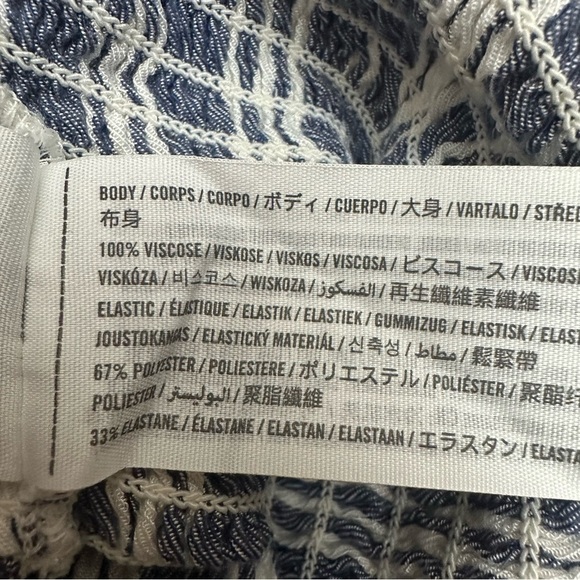 BODY / CORPS / CORPO / ボディ / CUERPO / 大身 / VARTALO / STŘE
布身
100% VISCOSE / VISKOSE / VISKOS / VISCOSA / ビスコース / VISCOS
VISKÓZA / 비스코스 / WISKOZA / الفسكوز / 再生纖維素纖維
ELASTIC / ÉLASTIQUE / ELASTIK / ELASTIEK / GUMMIZUG / ELASTISK / ELAST
JOUSTOKANGAS / ELASTICKÝ MATERIÁL / 신축성 / مطاط / 鬆緊帶
67% POLYESTER / POLIESTERE / ポリエステル / POLIÉSTER / 聚酯纤
POLIESTER / البوليستر / 聚脂纖維
33% ELASTANE / ÉLASTANE / ELASTAN / ELASTAAN / エラスタン / ELASTA